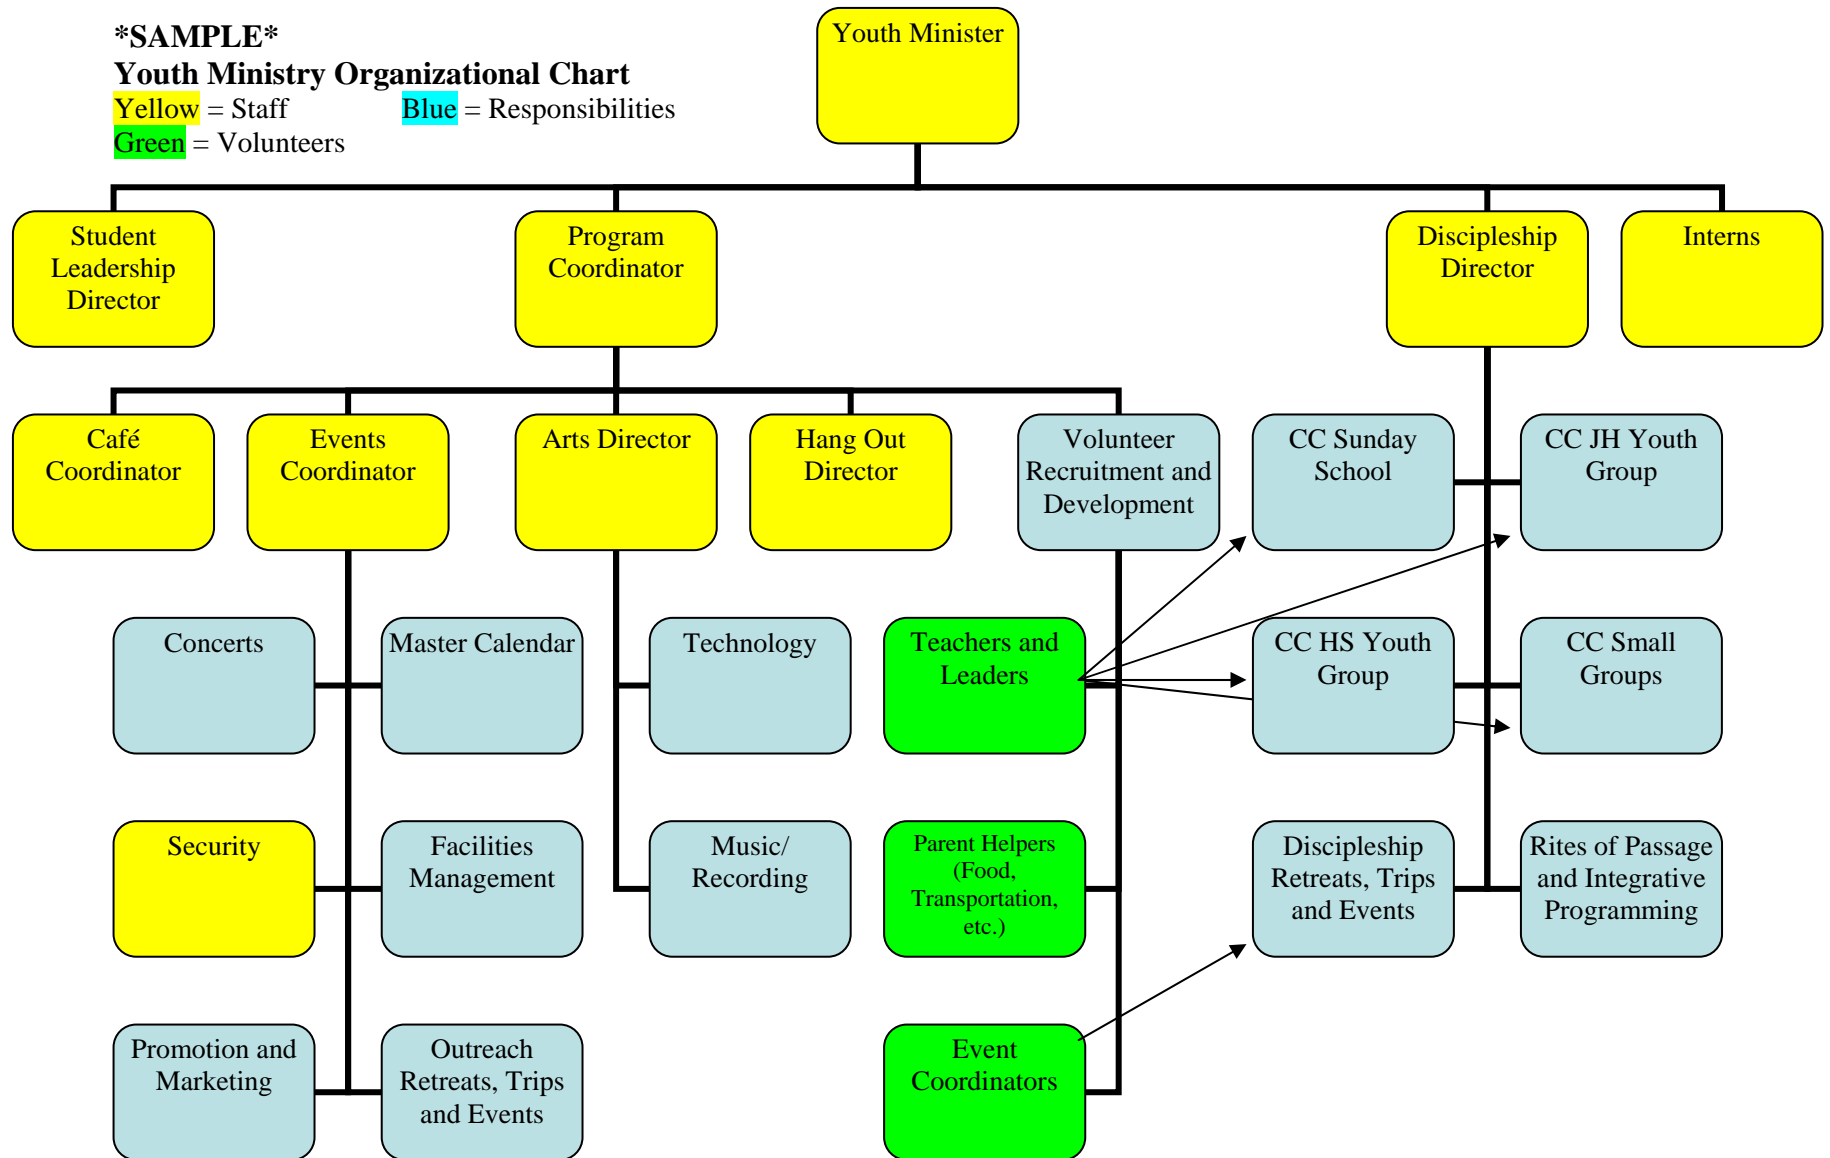 *SAMPLE*
Youth Ministry Organizational Chart
Yellow = Staff Blue = Responsibilities
Green = Volunteers
Youth Minister
Student
Leadership
Director
Program
Coordinator
Discipleship
Director
Interns
Café
Coordinator
Events
Coordinator
Arts Director
Hang Out
Director
Volunteer
Recruitment and
Development
CC Sunday
School
CC JH Youth
Group
Concerts
Master Calendar
Technology
Teachers and
Leaders
CC HS Youth
Group
CC Small
Groups
Security
Facilities
Management
Music/
Recording
Parent Helpers
(Food,
Transportation,
etc.)
Discipleship
Retreats, Trips
and Events
Rites of Passage
and Integrative
Programming
Promotion and
Marketing
Outreach
Retreats, Trips
and Events
Event
Coordinators